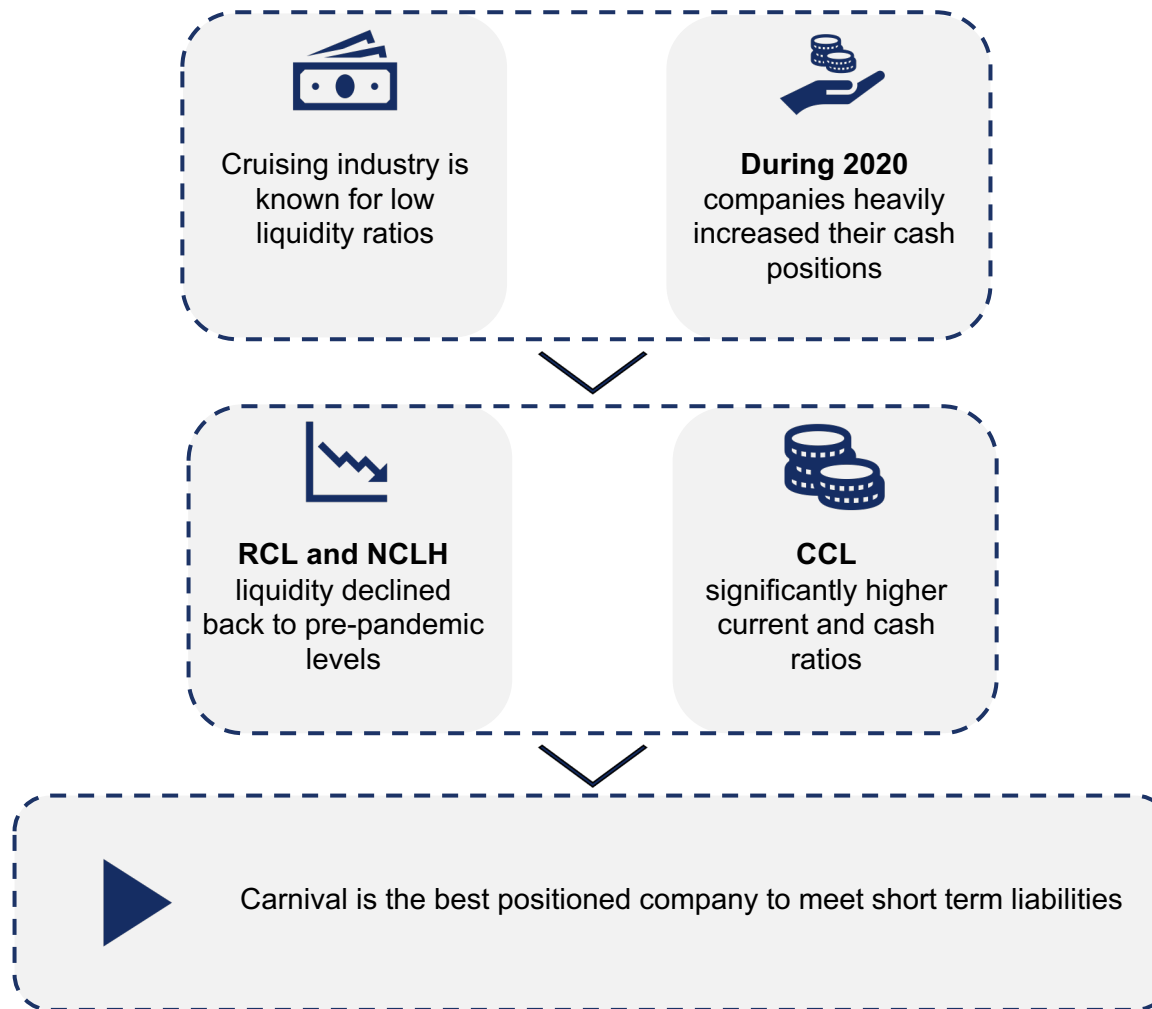 Cruising industry is
known for low
liquidity ratios
During 2020
companies heavily
increased their cash
positions
RCL and NCLH
liquidity declined
back to pre-pandemic
levels
CCL
significantly higher
current and cash
ratios
Carnival is the best positioned company to meet short term liabilities